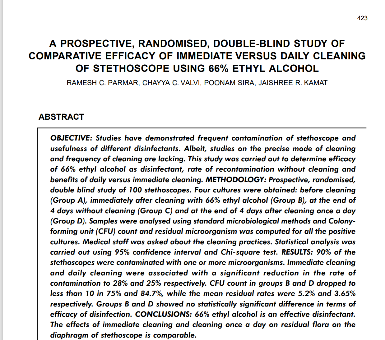 423
A PROSPECTIVE, RANDOMISED, DOUBLE-BLIND STUDY OF
COMPARATIVE EFFICACY OF IMMEDIATE VERSUS DAILY CLEANING
OF STETHOSCOPE USING 66% ETHYL ALCOHOL
RAMESH C. PARMAR, CHAYYA C. VALVI, POONAM SIRA, JAISHREE R. KAMAT
ABSTRACT
OBJECTIVE: Studies have demonstrated frequent contamination of stethoscope and
usefulness of different disinfectants. Albeit, studies on the precise mode of cleaning
and frequency of cleaning are lacking. This study was carried out to determine efficacy
of 66% ethyl alcohol as disinfectant, rate of recontamination without cleaning and
benefits of daily versus immediate cleaning. METHODOLOGY: Prospective, randomised,
double blind study of 100 stethoscopes. Four cultures were obtained: before cleaning
(Group A), immediately after cleaning with 66% ethyl alcohol (Group B), at the end of
4 days without cleaning (Group C) and at the end of 4 days after cleaning once a day
(Group D). Samples were analysed using standard microbiological methods and Colony-
forming unit (CFU) count and residual microorganism was computed for all the positive
cultures. Medical staff was asked about the cleaning practices. Statistical analysis was
carried out using 95% confidence interval and Chi-square test. RESULTS: 90% of the
stethoscopes were contaminated with one or more microorganisms. Immediate cleaning
and daily cleaning were associated with a significant reduction in the rate of
contamination to 28% and 25% respectively. CFU count in groups B and D dropped to
less than 10 in 75% and 84.7%, while the mean residual rates were 5.2% and 3.65%
respectively. Groups B and D showed no statistically significant difference in terms of
efficacy of disinfection. CONCLUSIONS: 66% ethyl alcohol is an effective disinfectant.
The effects of immediate cleaning and cleaning once a day on residual flora on the
diaphragm of stethoscope is comparable.